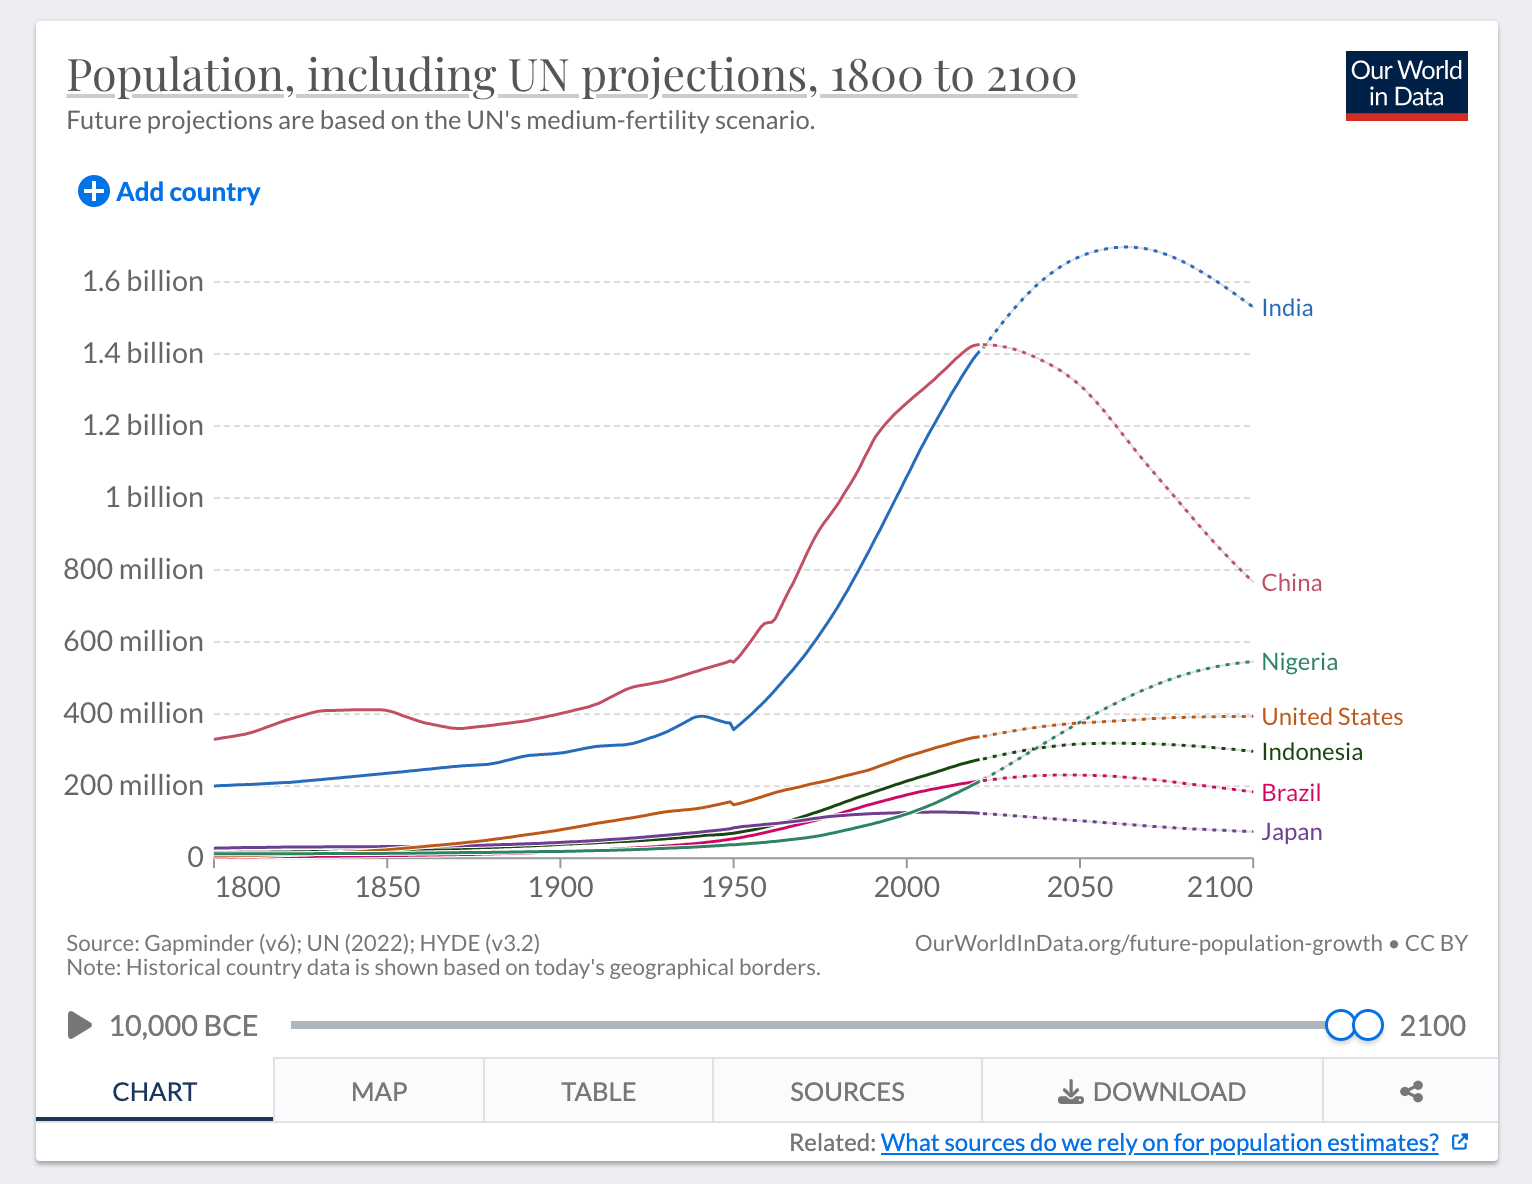 Population, including UN projections, 1800 to 2100
Future projections are based on the UN's medium-fertility scenario.
Our World
in Data
Add country
1.6 billion
1.4 billion
1.2 billion
1 billion
800 million
600 million
400 million
200 million
0
India
China
Nigeria
United States
Indonesia
Brazil
Japan
1800 1850 1900 1950 2000 2050 2100
Source: Gapminder (v6); UN (2022); HYDE (v3.2)
OurWorldInData.org/future-population-growth • CC BY
Note: Historical country data is shown based on today's geographical borders.
10,000 BCE 2100
CHART MAP TABLE SOURCES DOWNLOAD
Related: What sources do we rely on for population estimates?